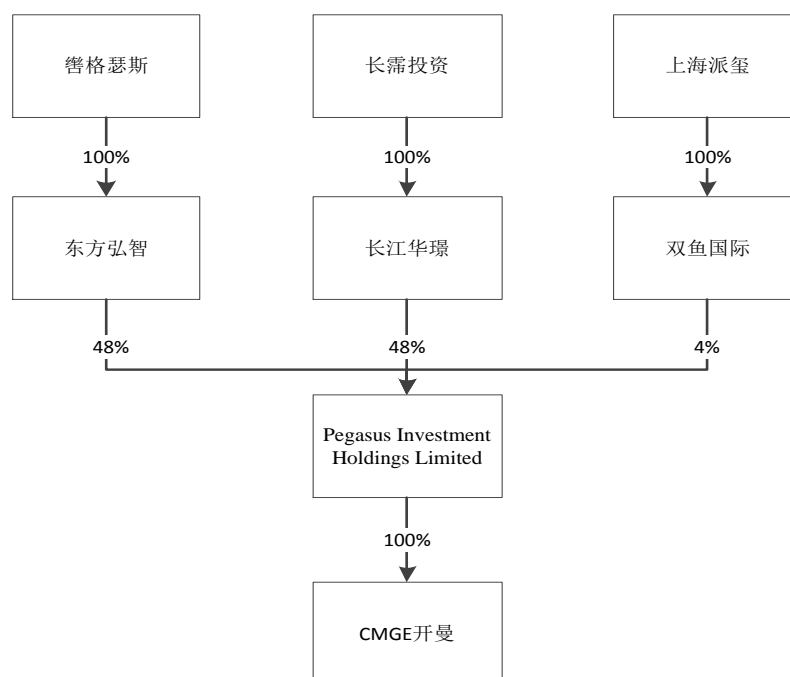 辔格瑟斯
长霈投资
上海派玺
100%
100%
100%
东方弘智
长江华璟
双鱼国际
48%
48%
4%
Pegasus Investment
Holdings Limited
100%
CMGE开曼